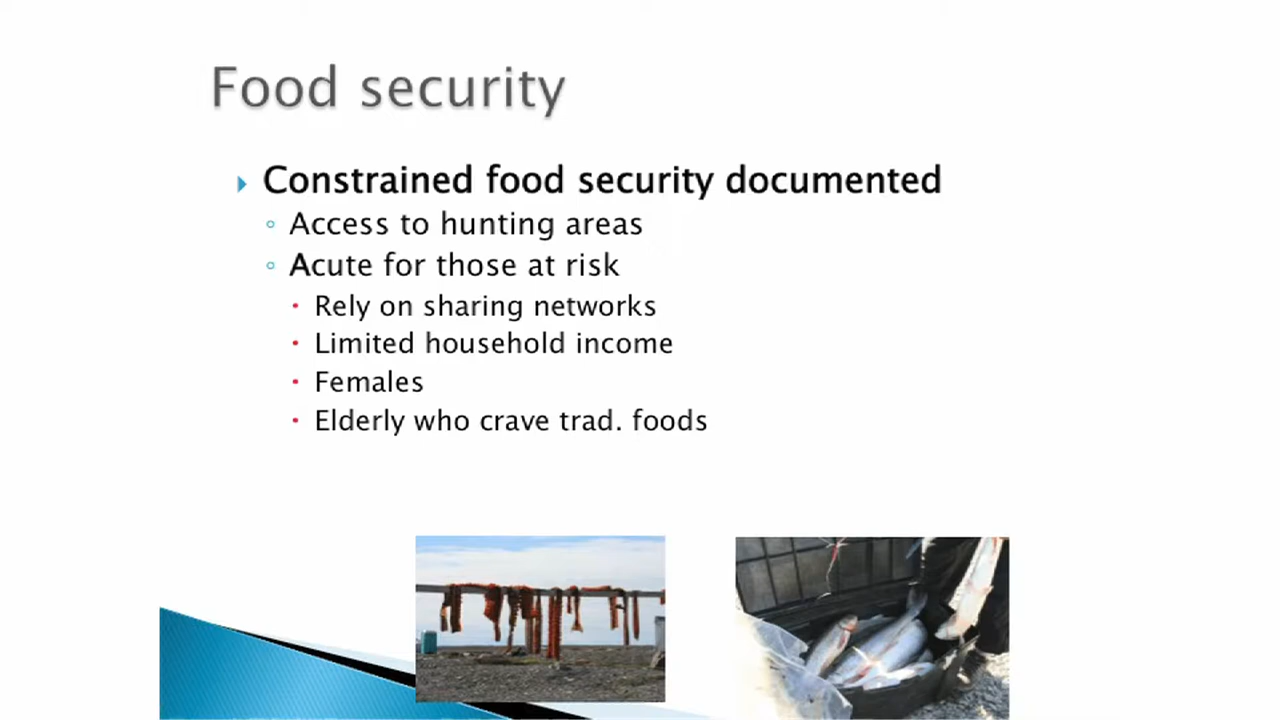 Food security
Constrained food security documented
Access to hunting areas
Acute for those at risk
Rely on sharing networks
Limited household income
Females
Elderly who crave trad. foods